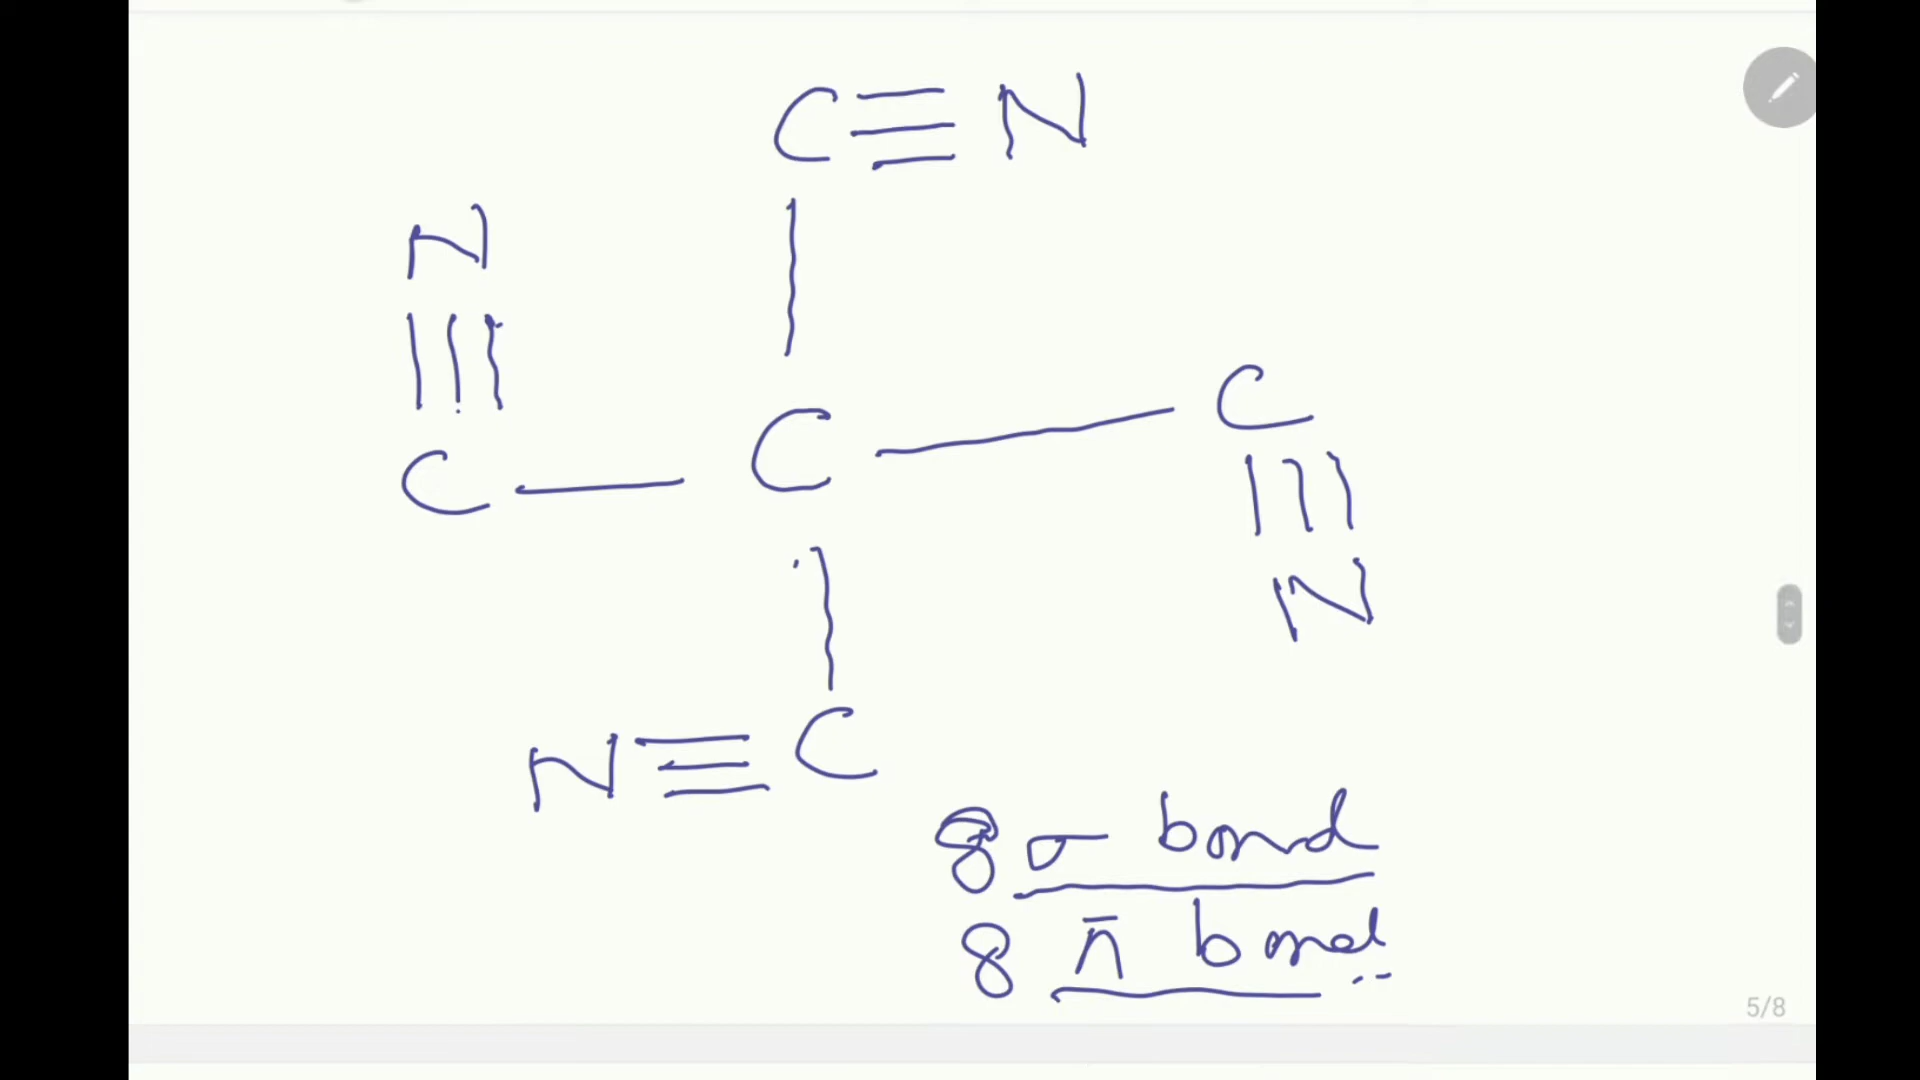 C≡N
N
|||
|
C — C — C
|||
|
N
N≡C
8 σ bond
8 π bond
5/8